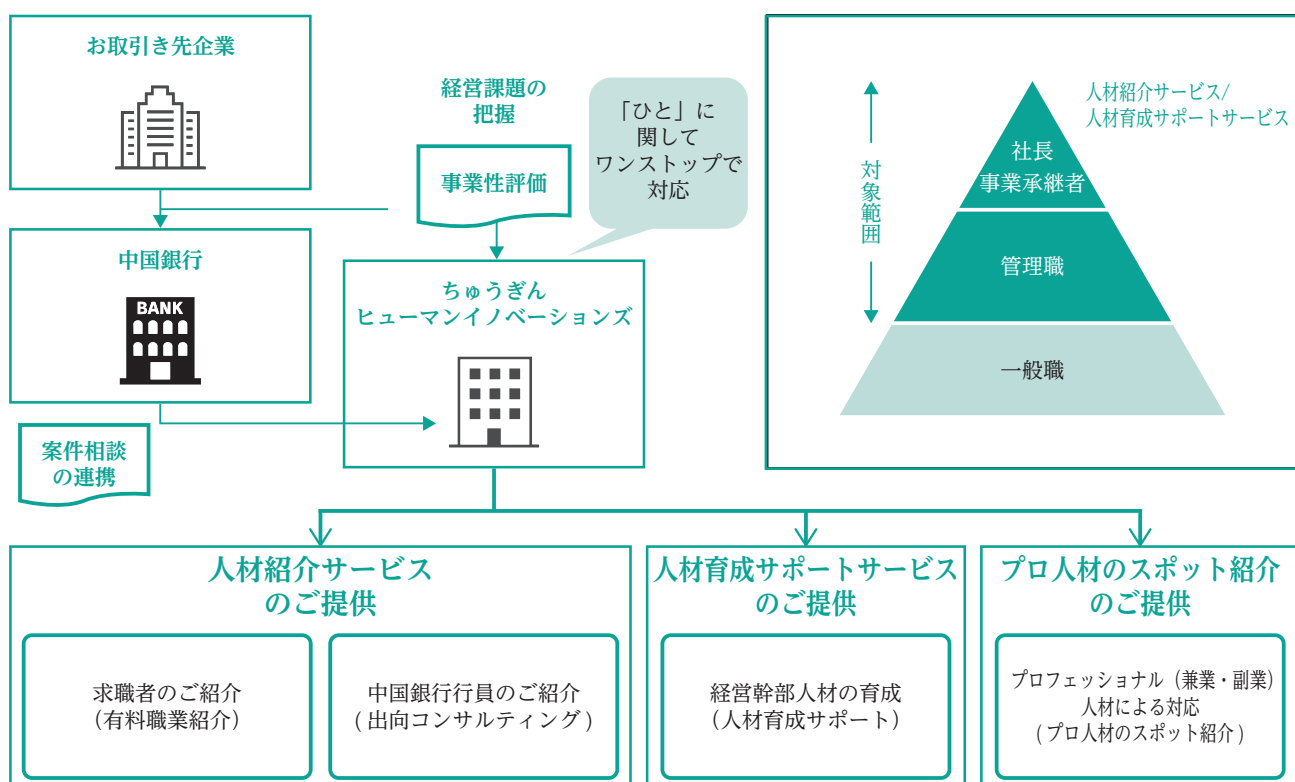 お取引き先企業
経営課題の
把握
事業性評価
「ひと」に
関して
ワンストップで
対応
中国銀行
BANK
案件相談
の連携
ちゅうぎん
ヒューマンイノベーションズ
対象範囲
人材紹介サービス/
人材育成サポートサービス
社長
事業承継者
管理職
一般職
人材紹介サービス
のご提供
求職者のご紹介
（有料職業紹介）
中国銀行行員のご紹介
( 出向コンサルティング )
人材育成サポートサービス
のご提供
経営幹部人材の育成
（人材育成サポート）
プロ人材のスポット紹介
のご提供
プロフェッショナル（兼業・副業）
人材による対応
( プロ人材のスポット紹介 )